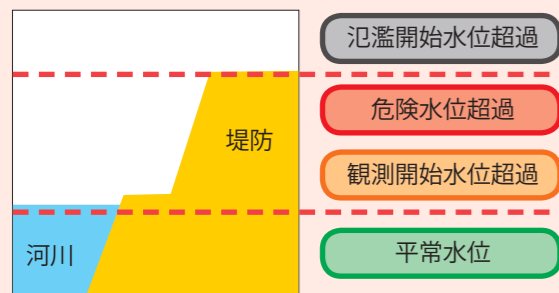 氾濫開始水位超過
危険水位超過
堤防
観測開始水位超過
河川
平常水位